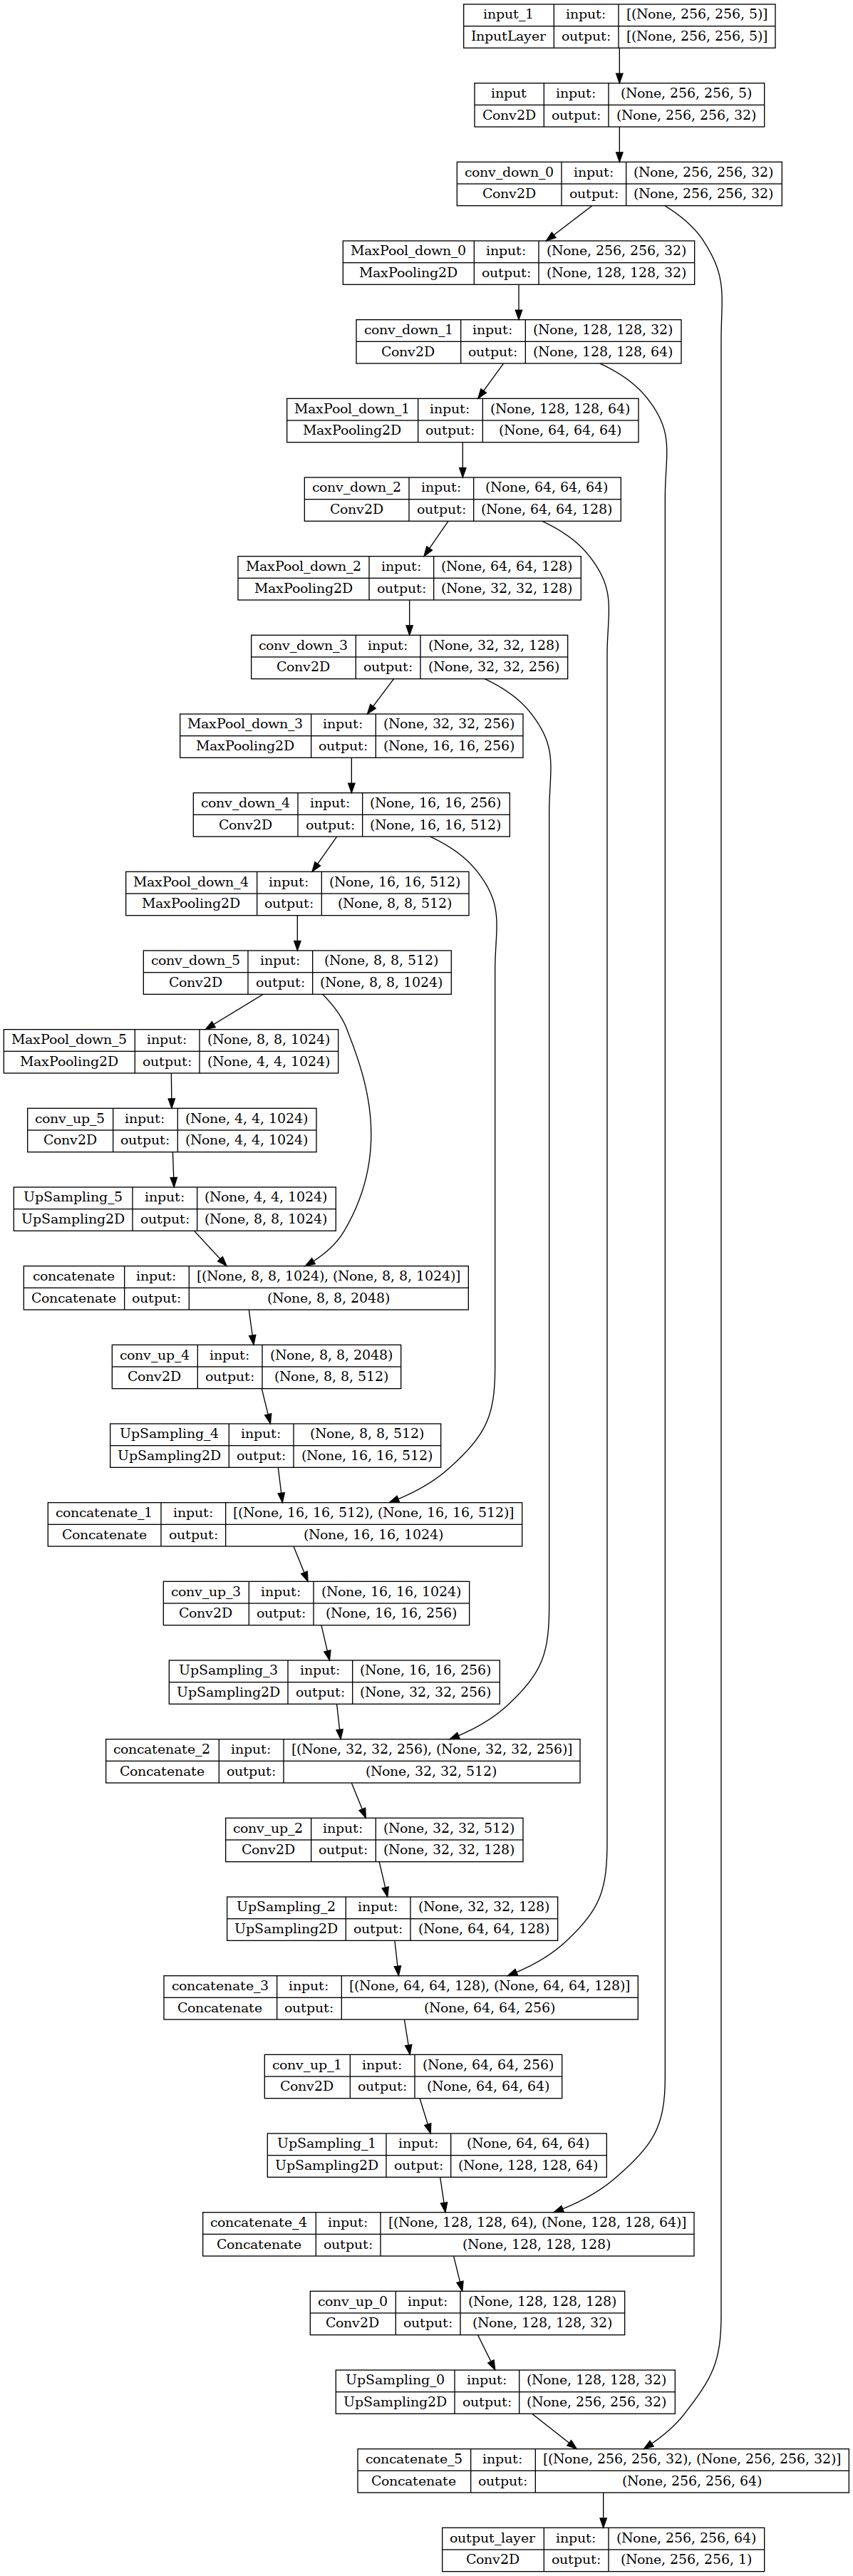 input_1 input: [(None, 256, 256, 5)]
InputLayer output: [(None, 256, 256, 5)]
input input: (None, 256, 256, 5)
Conv2D output: (None, 256, 256, 32)
conv_down_0 input: (None, 256, 256, 32)
Conv2D output: (None, 256, 256, 32)
MaxPool_down_0 input: (None, 256, 256, 32)
MaxPooling2D output: (None, 128, 128, 32)
conv_down_1 input: (None, 128, 128, 32)
Conv2D output: (None, 128, 128, 64)
MaxPool_down_1 input: (None, 128, 128, 64)
MaxPooling2D output: (None, 64, 64, 64)
conv_down_2 input: (None, 64, 64, 64)
Conv2D output: (None, 64, 64, 128)
MaxPool_down_2 input: (None, 64, 64, 128)
MaxPooling2D output: (None, 32, 32, 128)
conv_down_3 input: (None, 32, 32, 128)
Conv2D output: (None, 32, 32, 256)
MaxPool_down_3 input: (None, 32, 32, 256)
MaxPooling2D output: (None, 16, 16, 256)
conv_down_4 input: (None, 16, 16, 256)
Conv2D output: (None, 16, 16, 512)
MaxPool_down_4 input: (None, 16, 16, 512)
MaxPooling2D output: (None, 8, 8, 512)
conv_down_5 input: (None, 8, 8, 512)
Conv2D output: (None, 8, 8, 1024)
MaxPool_down_5 input: (None, 8, 8, 1024)
MaxPooling2D output: (None, 4, 4, 1024)
conv_up_5 input: (None, 4, 4, 1024)
Conv2D output: (None, 4, 4, 1024)
UpSampling_5 input: (None, 4, 4, 1024)
UpSampling2D output: (None, 8, 8, 1024)
concatenate input: [(None, 8, 8, 1024), (None, 8, 8, 1024)]
Concatenate output: (None, 8, 8, 2048)
conv_up_4 input: (None, 8, 8, 2048)
Conv2D output: (None, 8, 8, 512)
UpSampling_4 input: (None, 8, 8, 512)
UpSampling2D output: (None, 16, 16, 512)
concatenate_1 input: [(None, 16, 16, 512), (None, 16, 16, 512)]
Concatenate output: (None, 16, 16, 1024)
conv_up_3 input: (None, 16, 16, 1024)
Conv2D output: (None, 16, 16, 256)
UpSampling_3 input: (None, 16, 16, 256)
UpSampling2D output: (None, 32, 32, 256)
concatenate_2 input: [(None, 32, 32, 256), (None, 32, 32, 256)]
Concatenate output: (None, 32, 32, 512)
conv_up_2 input: (None, 32, 32, 512)
Conv2D output: (None, 32, 32, 128)
UpSampling_2 input: (None, 32, 32, 128)
UpSampling2D output: (None, 64, 64, 128)
concatenate_3 input: [(None, 64, 64, 128), (None, 64, 64, 128)]
Concatenate output: (None, 64, 64, 256)
conv_up_1 input: (None, 64, 64, 256)
Conv2D output: (None, 64, 64, 64)
UpSampling_1 input: (None, 64, 64, 64)
UpSampling2D output: (None, 128, 128, 64)
concatenate_4 input: [(None, 128, 128, 64), (None, 128, 128, 64)]
Concatenate output: (None, 128, 128, 128)
conv_up_0 input: (None, 128, 128, 128)
Conv2D output: (None, 128, 128, 32)
UpSampling_0 input: (None, 128, 128, 32)
UpSampling2D output: (None, 256, 256, 32)
concatenate_5 input: [(None, 256, 256, 32), (None, 256, 256, 32)]
Concatenate output: (None, 256, 256, 64)
output_layer input: (None, 256, 256, 64)
Conv2D output: (None, 256, 256, 1)